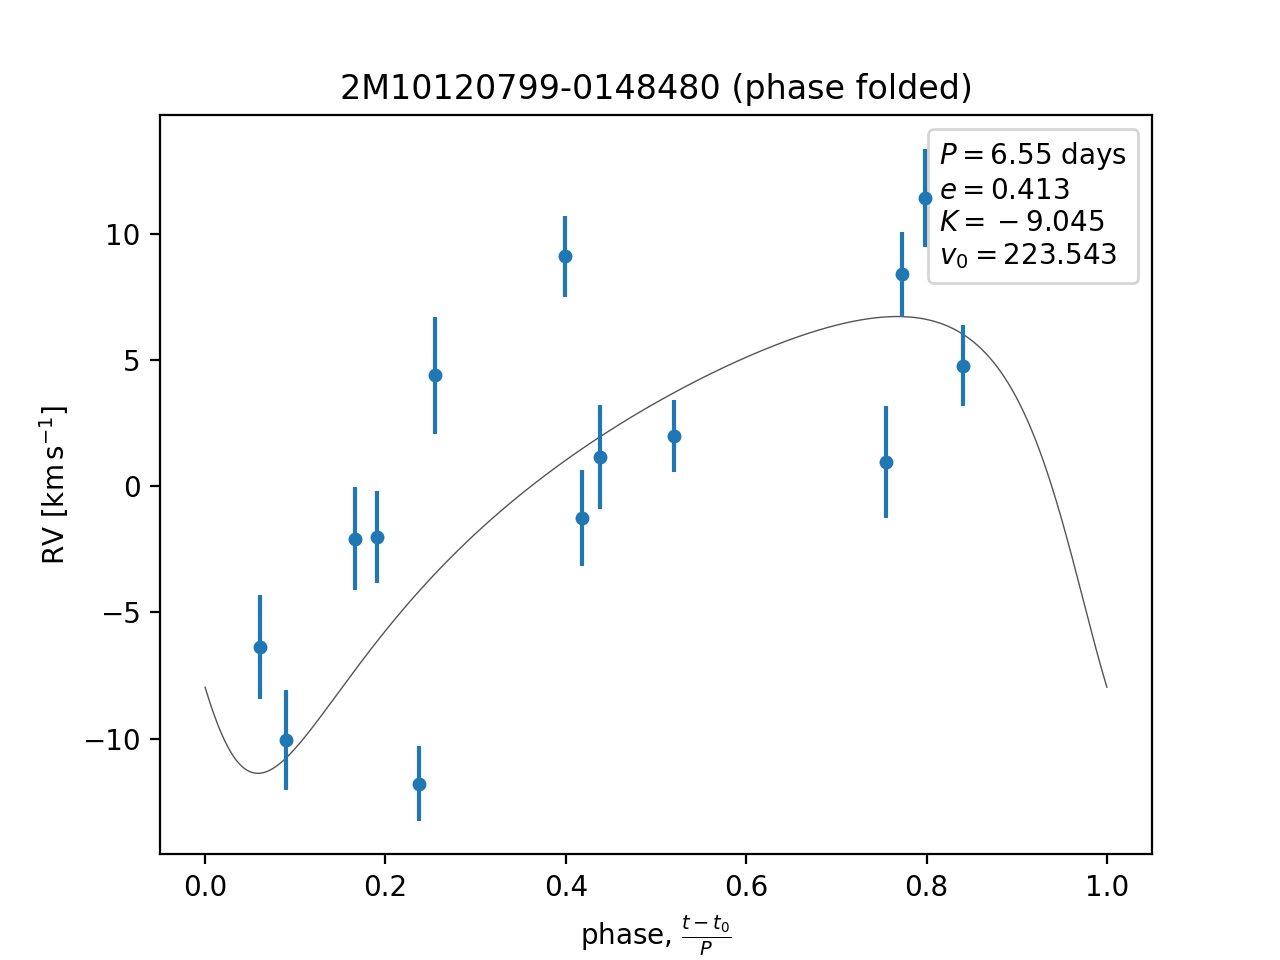 2M10120799-0148480 (phase folded)
P = 6.55 days
e = 0.413
K = −9.045
v₀ = 223.543
10
5
0
−5
−10
RV [km s⁻¹]
0.0 0.2 0.4 0.6 0.8 1.0
phase, (t − t₀)/P